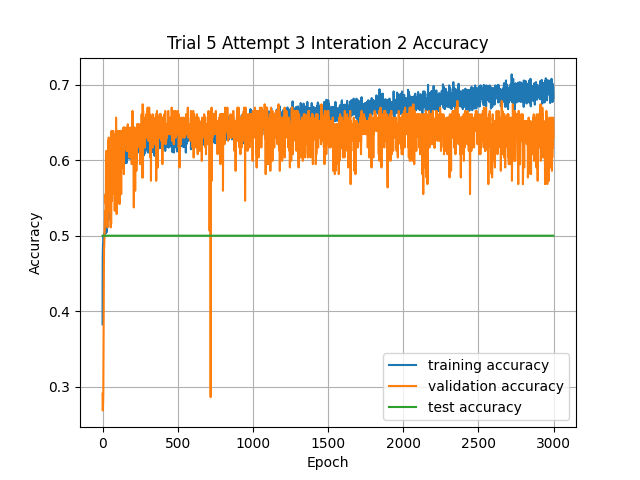 Trial 5 Attempt 3 Interation 2 Accuracy
0.7
0.6
0.5
0.4
0.3
Accuracy
training accuracy
validation accuracy
test accuracy
0 500 1000 1500 2000 2500 3000
Epoch